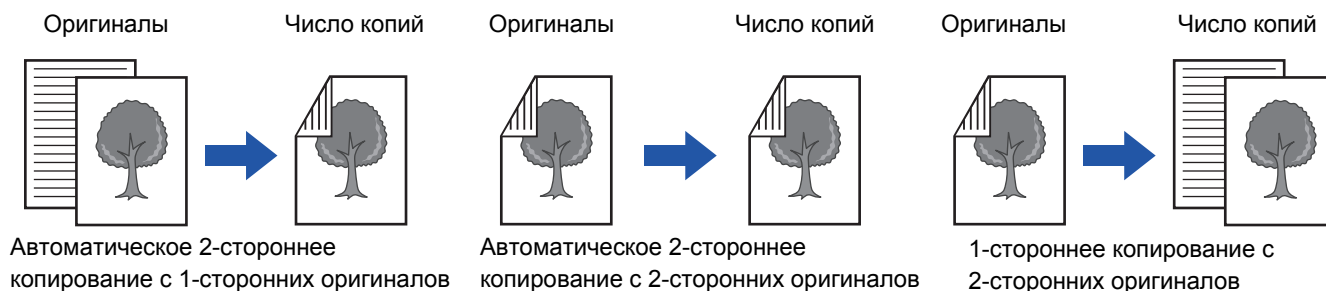 Оригиналы
Число копий
Оригиналы
Число копий
Оригиналы
Число копий
Автоматическое 2-стороннее
копирование с 1-сторонних оригиналов
Автоматическое 2-стороннее
копирование с 2-сторонних оригиналов
1-стороннее копирование с
2-сторонних оригиналов